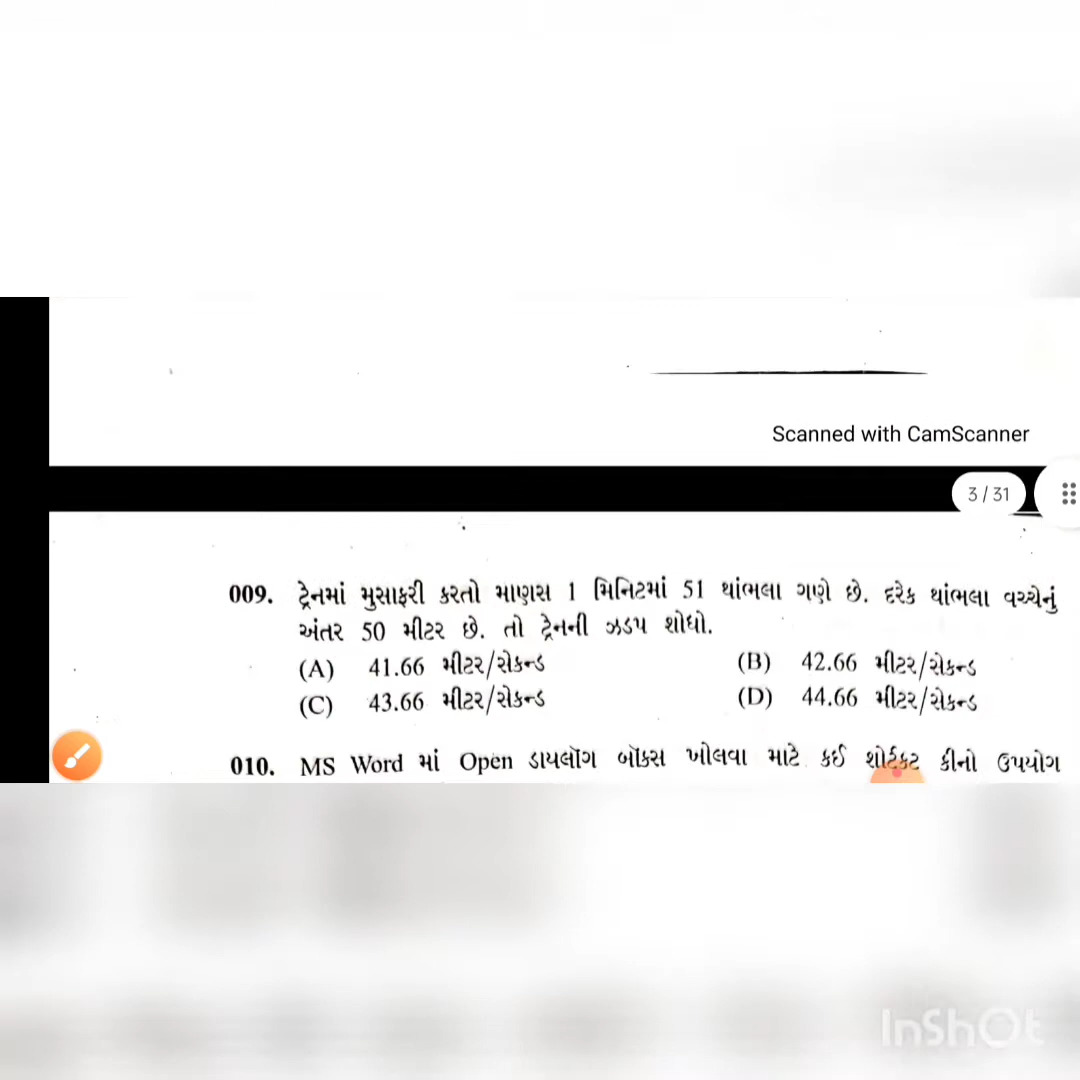 Scanned with CamScanner
3 / 31
009. ટ્રેનમાં મુસાફરી કરતો માણસ 1 મિનિટમાં 51 થાંભલા ગણે છે. દરેક થાંભલા વચ્ચેનું
અંતર 50 મીટર છે. તો ટ્રેનની ઝડપ શોધો.
(A) 41.66 મીટર/સેકન્ડ (B) 42.66 મીટર/સેકન્ડ
(C) 43.66 મીટર/સેકન્ડ (D) 44.66 મીટર/સેકન્ડ
010. MS Word માં Open ડાયલૉગ બૉક્સ ખોલવા માટે કઈ શોર્ટકટ કીનો ઉપયોગ
InShOt